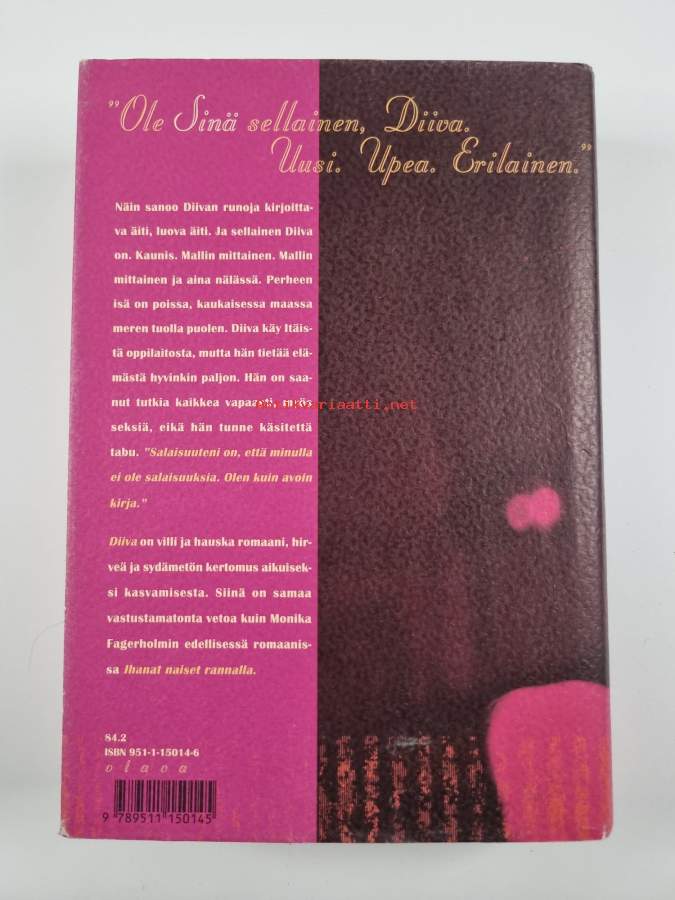 "Ole Sinä sellainen, Diiva.
Uusi. Upea. Erilainen."
Näin sanoo Diivan runoja kirjoitta-
va äiti, luova äiti. Ja sellainen Diiva
on. Kaunis. Mallin mittainen. Mallin
mittainen ja aina nälässä. Perheen
isä on poissa, kaukaisessa maassa
meren tuolla puolen. Diiva käy Itäis-
tä oppilaitosta, mutta hän tietää elä-
mästä hyvinkin paljon. Hän on saa-
nut tutkia kaikkea vapaasti, myös
seksiä, eikä hän tunne käsitettä
tabu. "Salaisuuteni on, että minulla
ei ole salaisuuksia. Olen kuin avoin
kirja."
Diiva on villi ja hauska romaani, hir-
veä ja sydämetön kertomus aikuisek-
si kasvamisesta. Siinä on samaa
vastustamatonta vetoa kuin Monika
Fagerholmin edellisessä romaanis-
sa Ihanat naiset rannalla.
84.2
ISBN 951-1-15014-6
otava
9 789511 150145